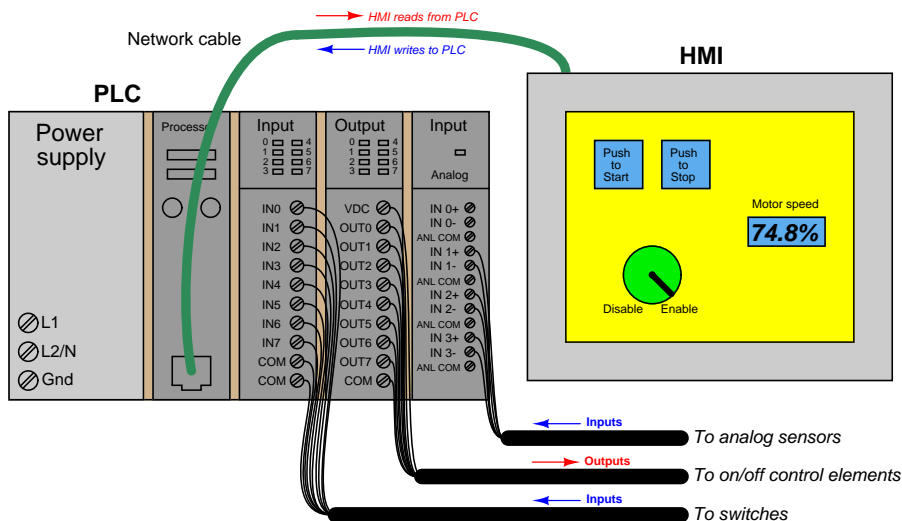 HMI reads from PLC
Network cable
HMI writes to PLC
HMI
PLC
Power
supply
Processor
Input
0 4
1 5
2 6
3 7
Output
0 4
1 5
2 6
3 7
Input
Analog
IN0
IN1
IN2
IN3
IN4
IN5
IN6
IN7
COM
COM
VDC
OUT0
OUT1
OUT2
OUT3
OUT4
OUT5
OUT6
OUT7
COM
IN 0+
IN 0-
ANL COM
IN 1+
IN 1-
ANL COM
IN 2+
IN 2-
ANL COM
IN 3+
IN 3-
ANL COM
L1
L2/N
Gnd
Push
to
Start
Push
to
Stop
Motor speed
74.8%
Disable Enable
Inputs
To analog sensors
Outputs
To on/off control elements
Inputs
To switches